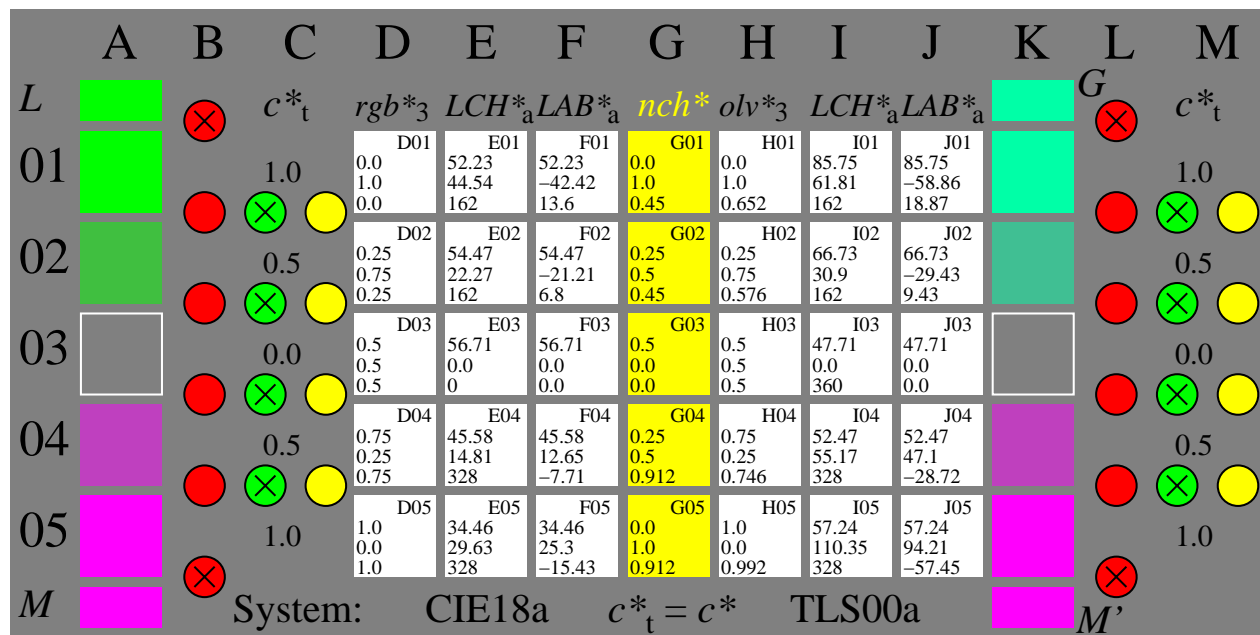 A B C D E F G H I J K L M
L c*t rgb*3 LCH*a LAB*a nch* olv*3 LCH*a LAB*a G c*t
01 1.0 D01 E01 F01 G01 H01 I01 J01 1.0
0.0 52.23 52.23 0.0 0.0 85.75 85.75
1.0 44.54 −42.42 1.0 1.0 61.81 −58.86
0.0 162 13.6 0.45 0.652 162 18.87
02 0.5 D02 E02 F02 G02 H02 I02 J02 0.5
0.25 54.47 54.47 0.25 0.25 66.73 66.73
0.75 22.27 −21.21 0.5 0.75 30.9 −29.43
0.25 162 6.8 0.45 0.576 162 9.43
03 0.0 D03 E03 F03 G03 H03 I03 J03 0.0
0.5 56.71 56.71 0.5 0.5 47.71 47.71
0.5 0.0 0.0 0.0 0.5 0.0 0.0
0.5 0 0.0 0.0 0.5 360 0.0
04 0.5 D04 E04 F04 G04 H04 I04 J04 0.5
0.75 45.58 45.58 0.25 0.75 52.47 52.47
0.25 14.81 12.65 0.5 0.25 55.17 47.1
0.75 328 −7.71 0.912 0.746 328 −28.72
05 1.0 D05 E05 F05 G05 H05 I05 J05 1.0
1.0 34.46 34.46 0.0 1.0 57.24 57.24
0.0 29.63 25.3 1.0 0.0 110.35 94.21
1.0 328 −15.43 0.912 0.992 328 −57.45
M System: CIE18a c*t = c* TLS00a M'